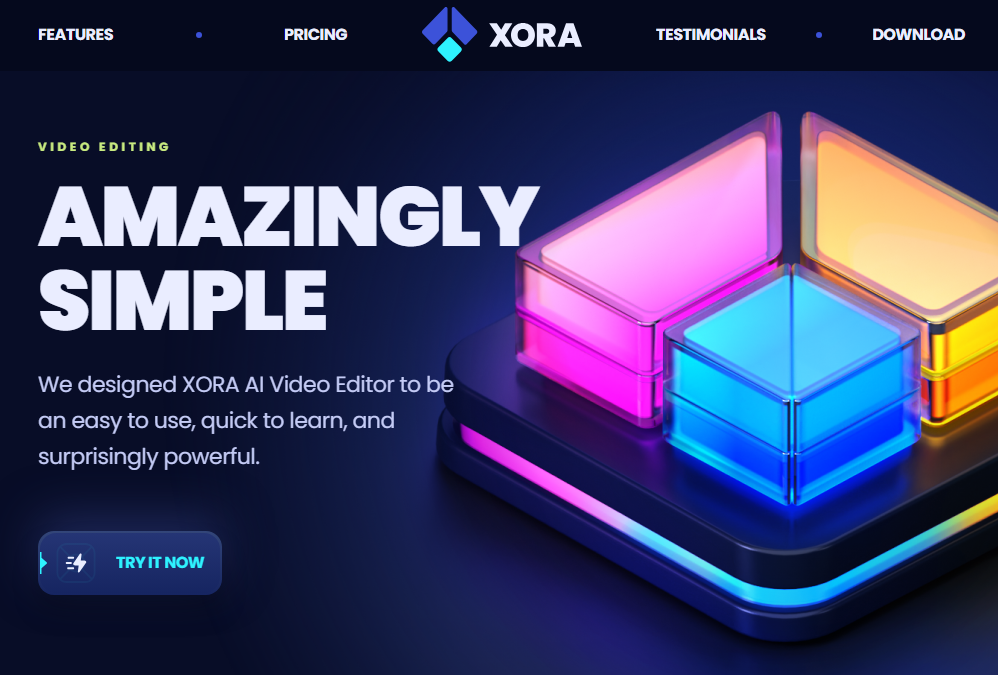 FEATURES PRICING XORA TESTIMONIALS DOWNLOAD
VIDEO EDITING
AMAZINGLY
SIMPLE
We designed XORA AI Video Editor to be
an easy to use, quick to learn, and
surprisingly powerful.
TRY IT NOW